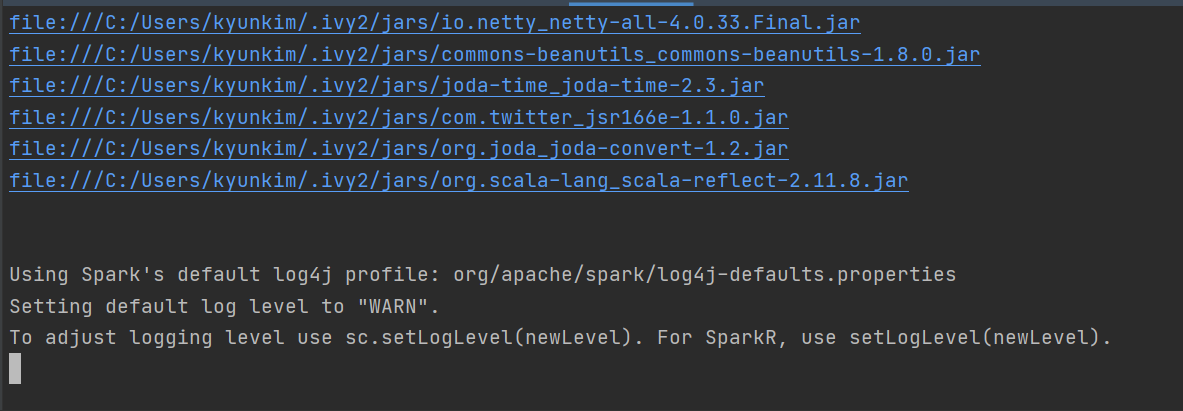 file:///C:/Users/kyunkim/.ivy2/jars/io.netty_netty-all-4.0.33.Final.jar
file:///C:/Users/kyunkim/.ivy2/jars/commons-beanutils_commons-beanutils-1.8.0.jar
file:///C:/Users/kyunkim/.ivy2/jars/joda-time_joda-time-2.3.jar
file:///C:/Users/kyunkim/.ivy2/jars/com.twitter_jsr166e-1.1.0.jar
file:///C:/Users/kyunkim/.ivy2/jars/org.joda_joda-convert-1.2.jar
file:///C:/Users/kyunkim/.ivy2/jars/org.scala-lang_scala-reflect-2.11.8.jar
Using Spark's default log4j profile: org/apache/spark/log4j-defaults.properties
Setting default log level to "WARN".
To adjust logging level use sc.setLogLevel(newLevel). For SparkR, use setLogLevel(newLevel).